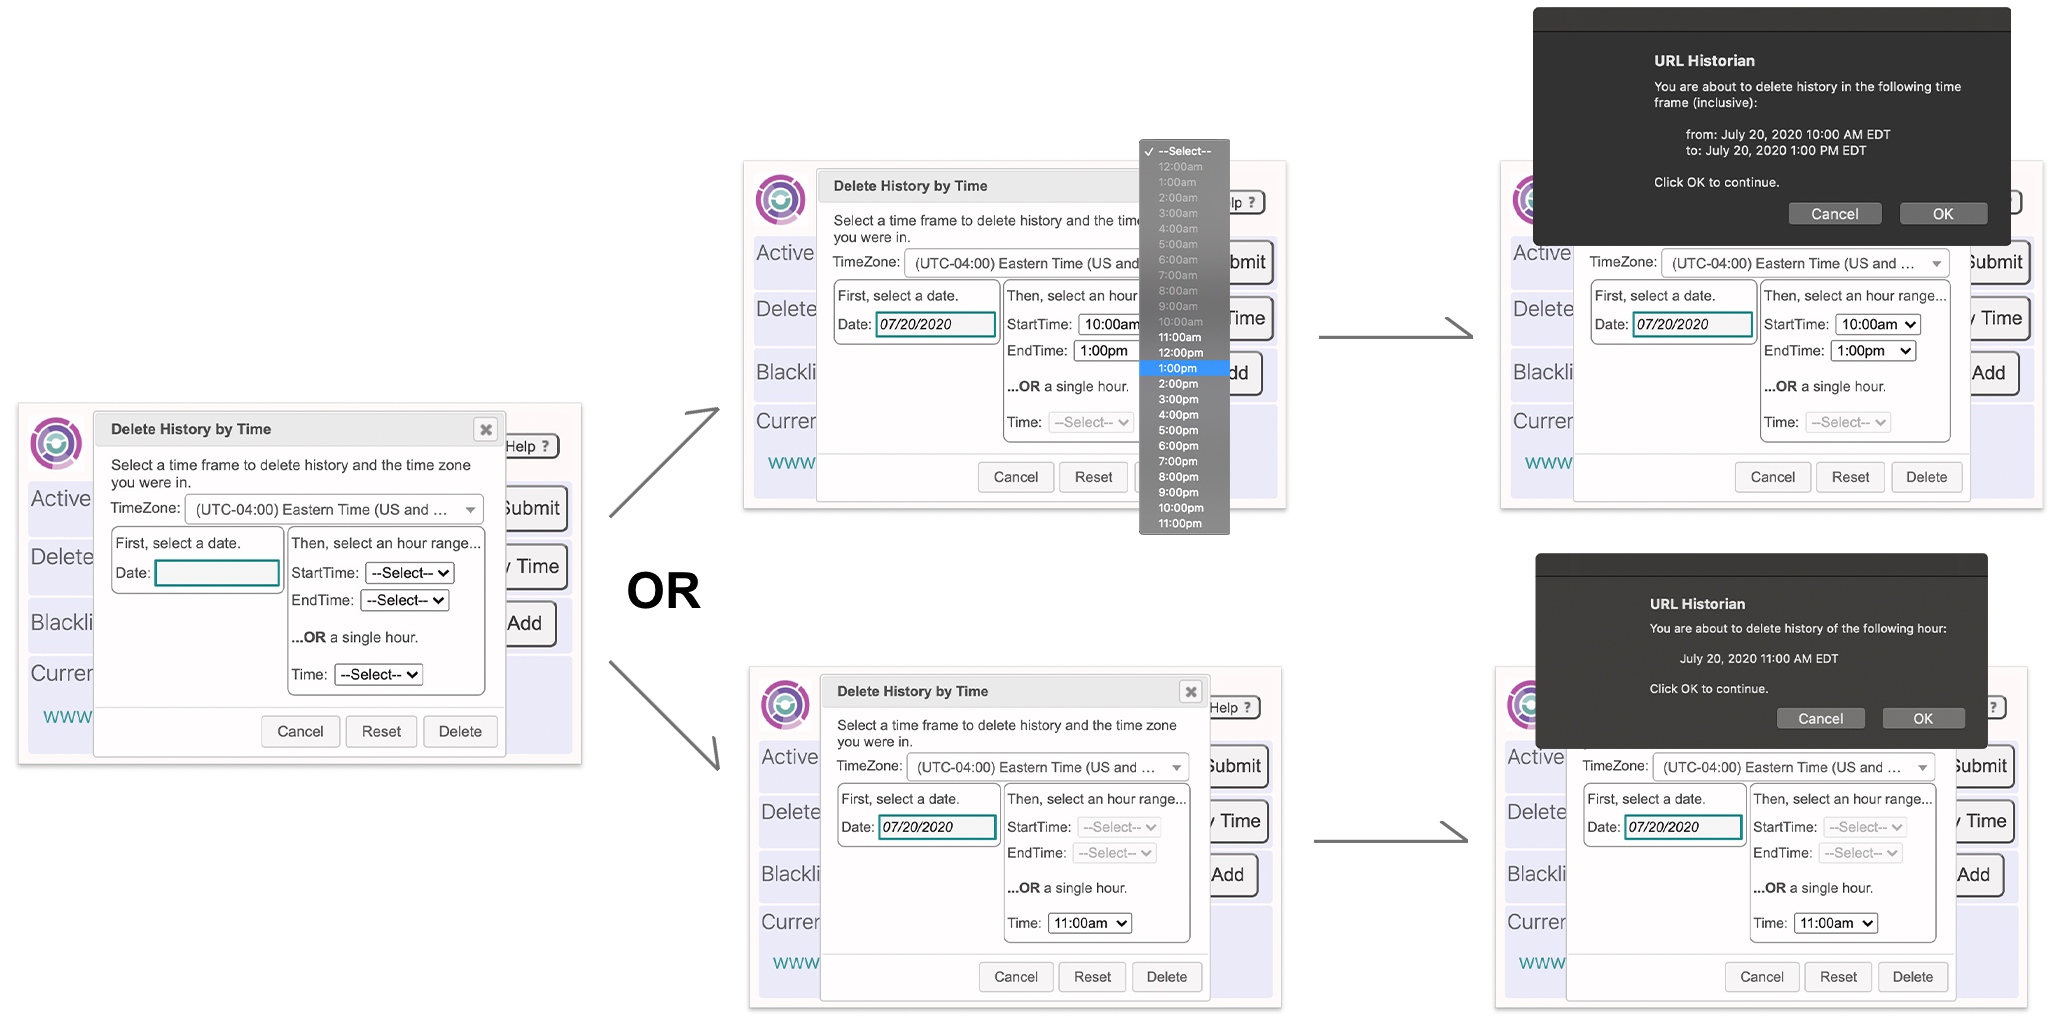 Delete History by Time
Help ?
Select a time frame to delete history and the time zone
you were in.
TimeZone: (UTC-04:00) Eastern Time (US and ...
First, select a date.
Date:
Then, select an hour range...
StartTime: --Select--
EndTime: --Select--
...OR a single hour.
Time: --Select--
Cancel Reset Delete
Active
Submit
Delete
y Time
Blackli
Add
Curren
www
OR
Delete History by Time
lp ?
Select a time frame to delete history and the time
you were in.
TimeZone: (UTC-04:00) Eastern Time (US and
First, select a date.
Date: 07/20/2020
Then, select an hour
StartTime: 10:00am
EndTime: 1:00pm
...OR a single hour.
Time: --Select--
Cancel Reset
Active
bmit
Delete
Time
Blackli
dd
Curren
www
✓ --Select--
12:00am
1:00am
2:00am
3:00am
4:00am
5:00am
6:00am
7:00am
8:00am
9:00am
10:00am
11:00am
12:00pm
1:00pm
2:00pm
3:00pm
4:00pm
5:00pm
6:00pm
7:00pm
8:00pm
9:00pm
10:00pm
11:00pm
URL Historian
You are about to delete history in the following time
frame (inclusive):
from: July 20, 2020 10:00 AM EDT
to: July 20, 2020 1:00 PM EDT
Click OK to continue.
Cancel OK
TimeZone: (UTC-04:00) Eastern Time (US and ...
First, select a date.
Date: 07/20/2020
Then, select an hour range...
StartTime: 10:00am
EndTime: 1:00pm
...OR a single hour.
Time: --Select--
Cancel Reset Delete
Active
Submit
Delete
y Time
Blackli
Add
Curren
www
Delete History by Time
Help ?
Select a time frame to delete history and the time zone
you were in.
TimeZone: (UTC-04:00) Eastern Time (US and ...
First, select a date.
Date: 07/20/2020
Then, select an hour range...
StartTime: --Select--
EndTime: --Select--
...OR a single hour.
Time: 11:00am
Cancel Reset Delete
Active
Submit
Delete
y Time
Blackli
Add
Curren
www
URL Historian
You are about to delete history of the following hour:
July 20, 2020 11:00 AM EDT
Click OK to continue.
Cancel OK
?
TimeZone: (UTC-04:00) Eastern Time (US and ...
First, select a date.
Date: 07/20/2020
Then, select an hour range...
StartTime: --Select--
EndTime: --Select--
...OR a single hour.
Time: 11:00am
Cancel Reset Delete
Active
Submit
Delete
y Time
Blackli
Add
Curren
www